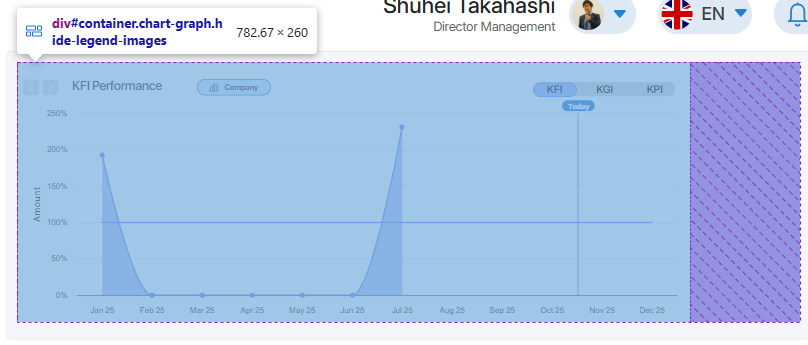 Shuhei Takahashi
Director Management
EN
div#container.chart-graph.h
ide-legend-images
782.67 × 260
KFI Performance
Company
KFI
KGI
KPI
Today
250%
200%
150%
100%
50%
0%
Amount
Jan 25
Feb 25
Mar 25
Apr 25
May 25
Jun 25
Jul 25
Aug 25
Sep 25
Oct 25
Nov 25
Dec 25